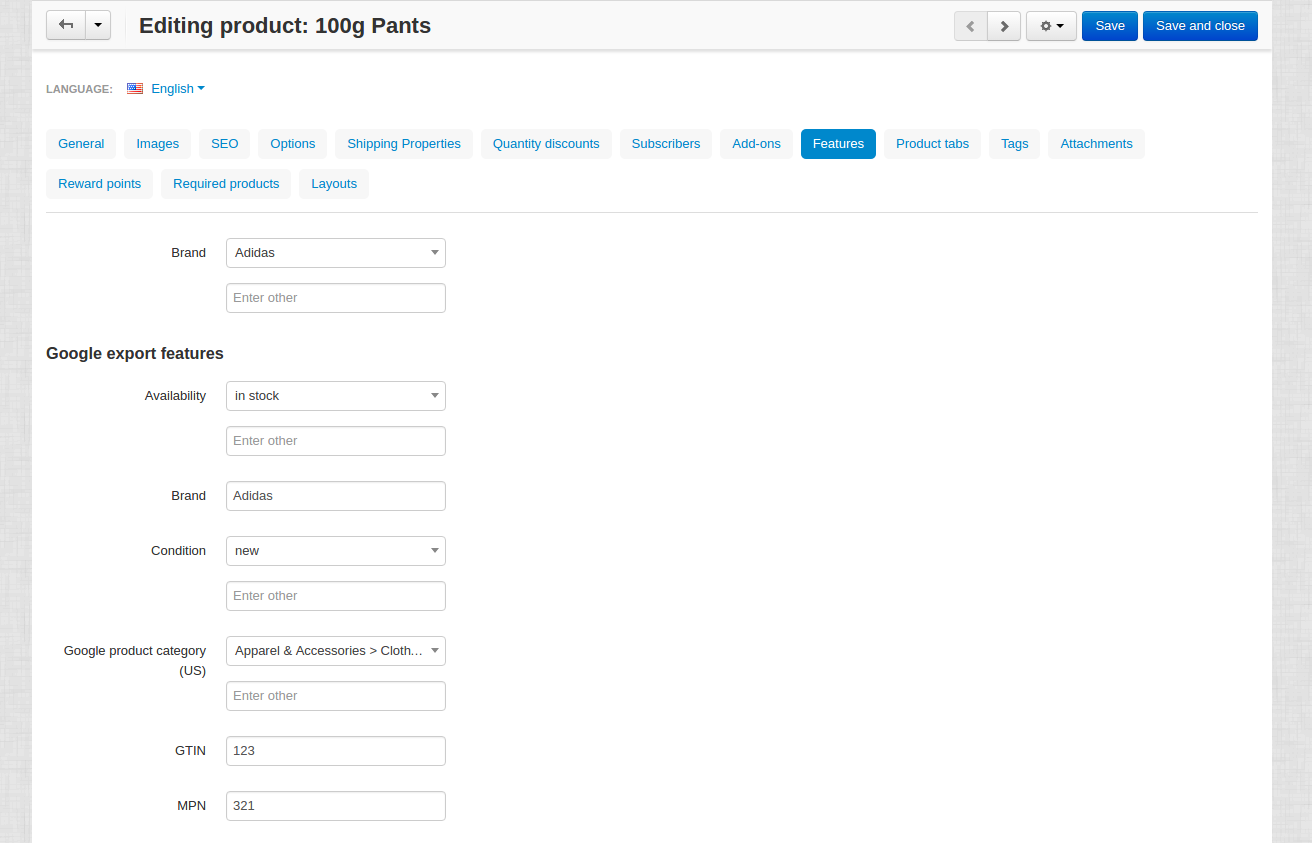 Editing product: 100g Pants
Save
Save and close
LANGUAGE: English
General Images SEO Options Shipping Properties Quantity discounts Subscribers Add-ons Features Product tabs Tags Attachments
Reward points Required products Layouts
Brand Adidas
Enter other
Google export features
Availability in stock
Enter other
Brand Adidas
Condition new
Enter other
Google product category Apparel & Accessories > Cloth...
(US)
Enter other
GTIN 123
MPN 321